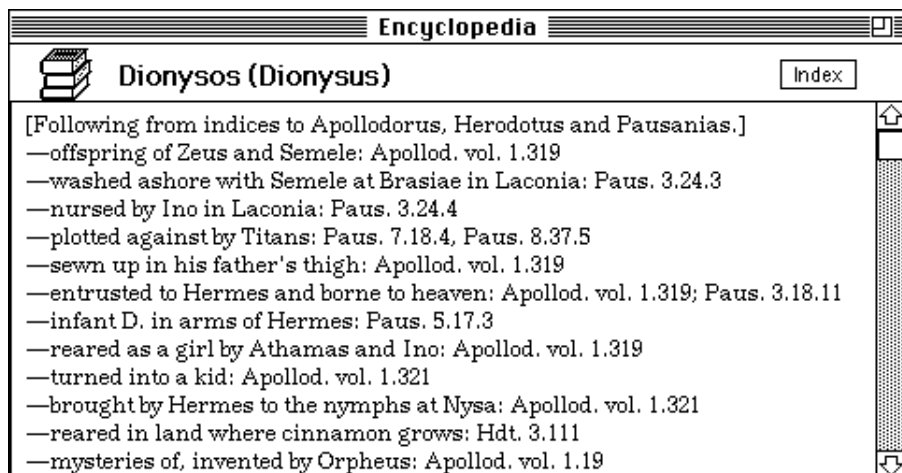 Encyclopedia
Dionysos (Dionysus)
Index
[Following from indices to Apollodorus, Herodotus and Pausanias.]
—offspring of Zeus and Semele: Apollod. vol. 1.319
—washed ashore with Semele at Brasiae in Laconia: Paus. 3.24.3
—nursed by Ino in Laconia: Paus. 3.24.4
—plotted against by Titans: Paus. 7.18.4, Paus. 8.37.5
—sewn up in his father's thigh: Apollod. vol. 1.319
—entrusted to Hermes and borne to heaven: Apollod. vol. 1.319; Paus. 3.18.11
—infant D. in arms of Hermes: Paus. 5.17.3
—reared as a girl by Athamas and Ino: Apollod. vol. 1.319
—turned into a kid: Apollod. vol. 1.321
—brought by Hermes to the nymphs at Nysa: Apollod. vol. 1.321
—reared in land where cinnamon grows: Hdt. 3.111
—mysteries of, invented by Orpheus: Apollod. vol. 1.19